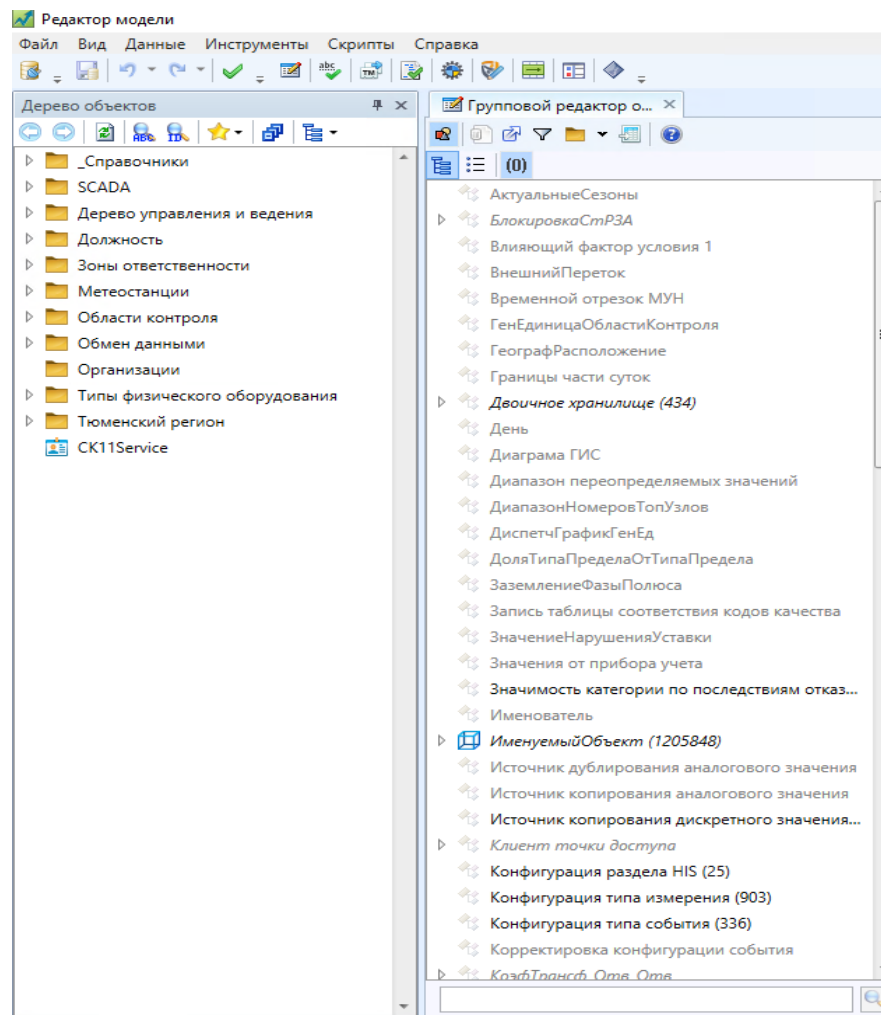 Редактор модели
Файл Вид Данные Инструменты Скрипты Справка
Дерево объектов
_Справочники
SCADA
Дерево управления и ведения
Должность
Зоны ответственности
Метеостанции
Области контроля
Обмен данными
Организации
Типы физического оборудования
Тюменский регион
СК11Service
Групповой редактор о...
(0)
АктуальныеСезоны
БлокировкаСтРЗА
Влияющий фактор условия 1
ВнешнийПереток
Временной отрезок МУН
ГенЕдиницаОбластиКонтроля
ГеографРасположение
Границы части суток
Двоичное хранилище (434)
День
Диаграма ГИС
Диапазон переопределяемых значений
ДиапазонНомеровТопУзлов
ДиспетчГрафикГенЕд
ДоляТипаПределаОтТипаПредела
ЗаземлениеФазыПолюса
Запись таблицы соответствия кодов качества
ЗначениеНарушенияУставки
Значения от прибора учета
Значимость категории по последствиям отказ...
Именователь
ИменуемыйОбъект (1205848)
Источник дублирования аналогового значения
Источник копирования аналогового значения
Источник копирования дискретного значения...
Клиент точки доступа
Конфигурация раздела HIS (25)
Конфигурация типа измерения (903)
Конфигурация типа события (336)
Корректировка конфигурации события
КоэфТрансф_Отв_Отв